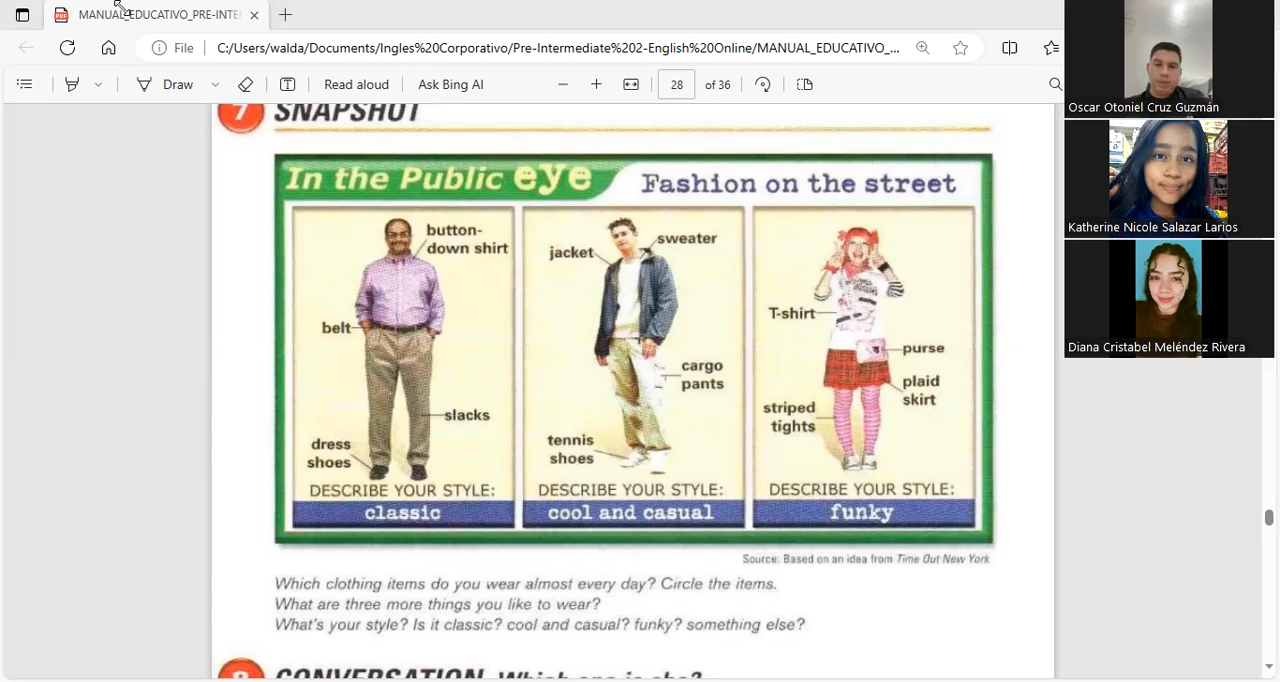 MANUAL_EDUCATIVO_PRE-INTE
File
C:/Users/walda/Documents/Ingles%20Corporativo/Pre-Intermediate%202-English%20Online/MANUAL_EDUCATIVO_...
Draw
Read aloud
Ask Bing AI
28
of 36
7 SNAPSHOT
In the Public eye
Fashion on the street
button-
down shirt
belt
slacks
dress
shoes
DESCRIBE YOUR STYLE:
classic
sweater
jacket
cargo
pants
tennis
shoes
DESCRIBE YOUR STYLE:
cool and casual
T-shirt
purse
plaid
skirt
striped
tights
DESCRIBE YOUR STYLE:
funky
Source: Based on an idea from Time Out New York
Which clothing items do you wear almost every day? Circle the items.
What are three more things you like to wear?
What's your style? Is it classic? cool and casual? funky? something else?
8 CONVERSATION Which one is she?
Oscar Otoniel Cruz Guzmán
Katherine Nicole Salazar Larios
Diana Cristabel Meléndez Rivera